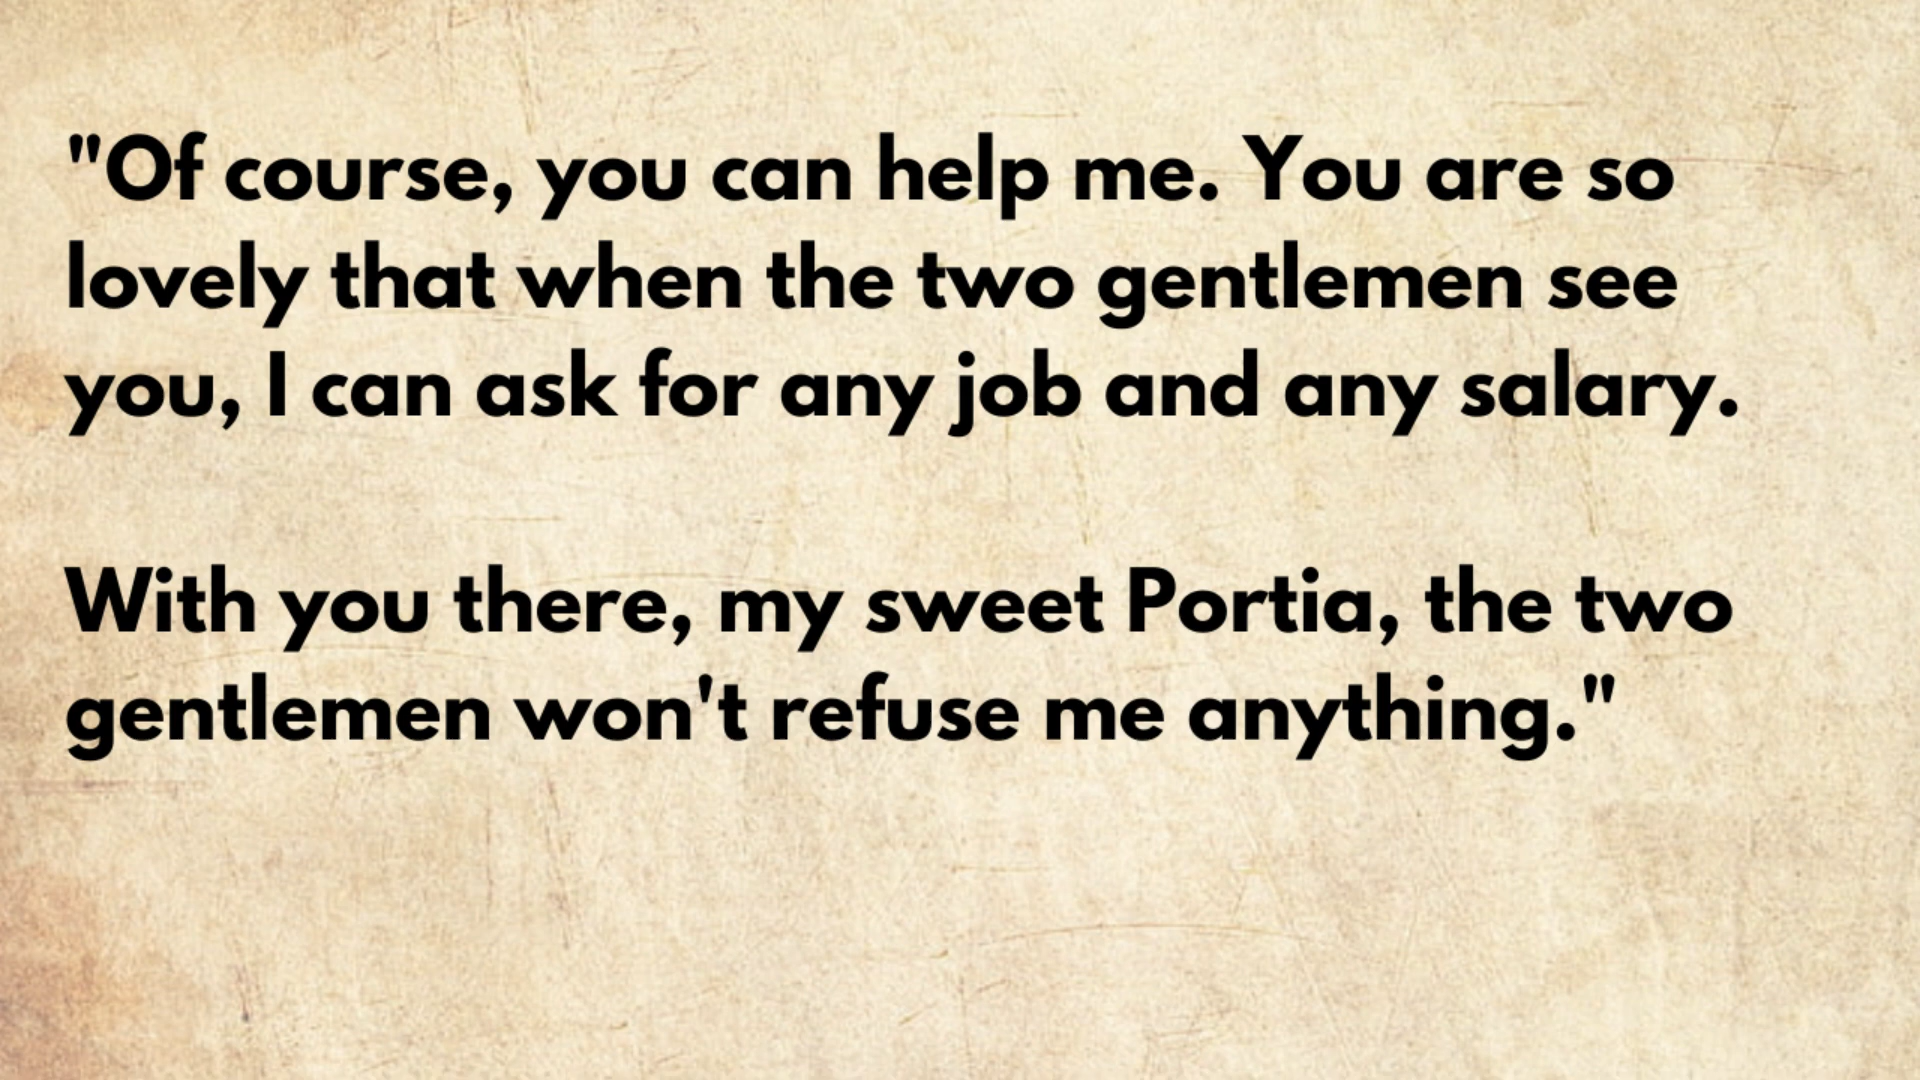 "Of course, you can help me. You are so
lovely that when the two gentlemen see
you, I can ask for any job and any salary.
With you there, my sweet Portia, the two
gentlemen won't refuse me anything."